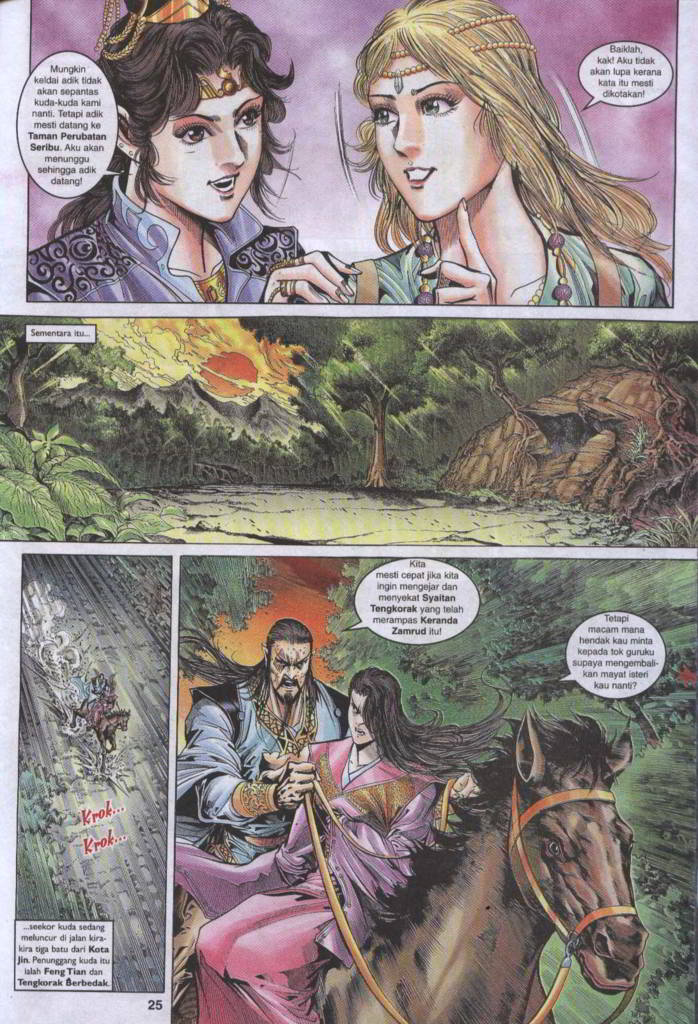 Mungkin
keldai adik tidak
akan sepantas
kuda-kuda kami
nanti. Tetapi adik
mesti datang ke
Taman Perubatan
Seribu. Aku akan
menunggu
sehingga adik
datang!
Baiklah,
kak! Aku tidak
akan lupa kerana
kata itu mesti
dikotakan!
Sementara itu...
Kita
mesti cepat jika kita
ingin mengejar dan
menyekat Syaitan
Tengkorak yang telah
merampas Keranda
Zamrud itu!
Tetapi
macam mana
hendak kau minta
kepada tok guruku
supaya mengembali-
kan mayat isteri
kau nanti?
Krok...
Krok...
...seekor kuda sedang
meluncur di jalan kira-
kira tiga batu dari Kota
Jin. Penunggang kuda itu
ialah Feng Tian dan
Tengkorak Berbedak.
25